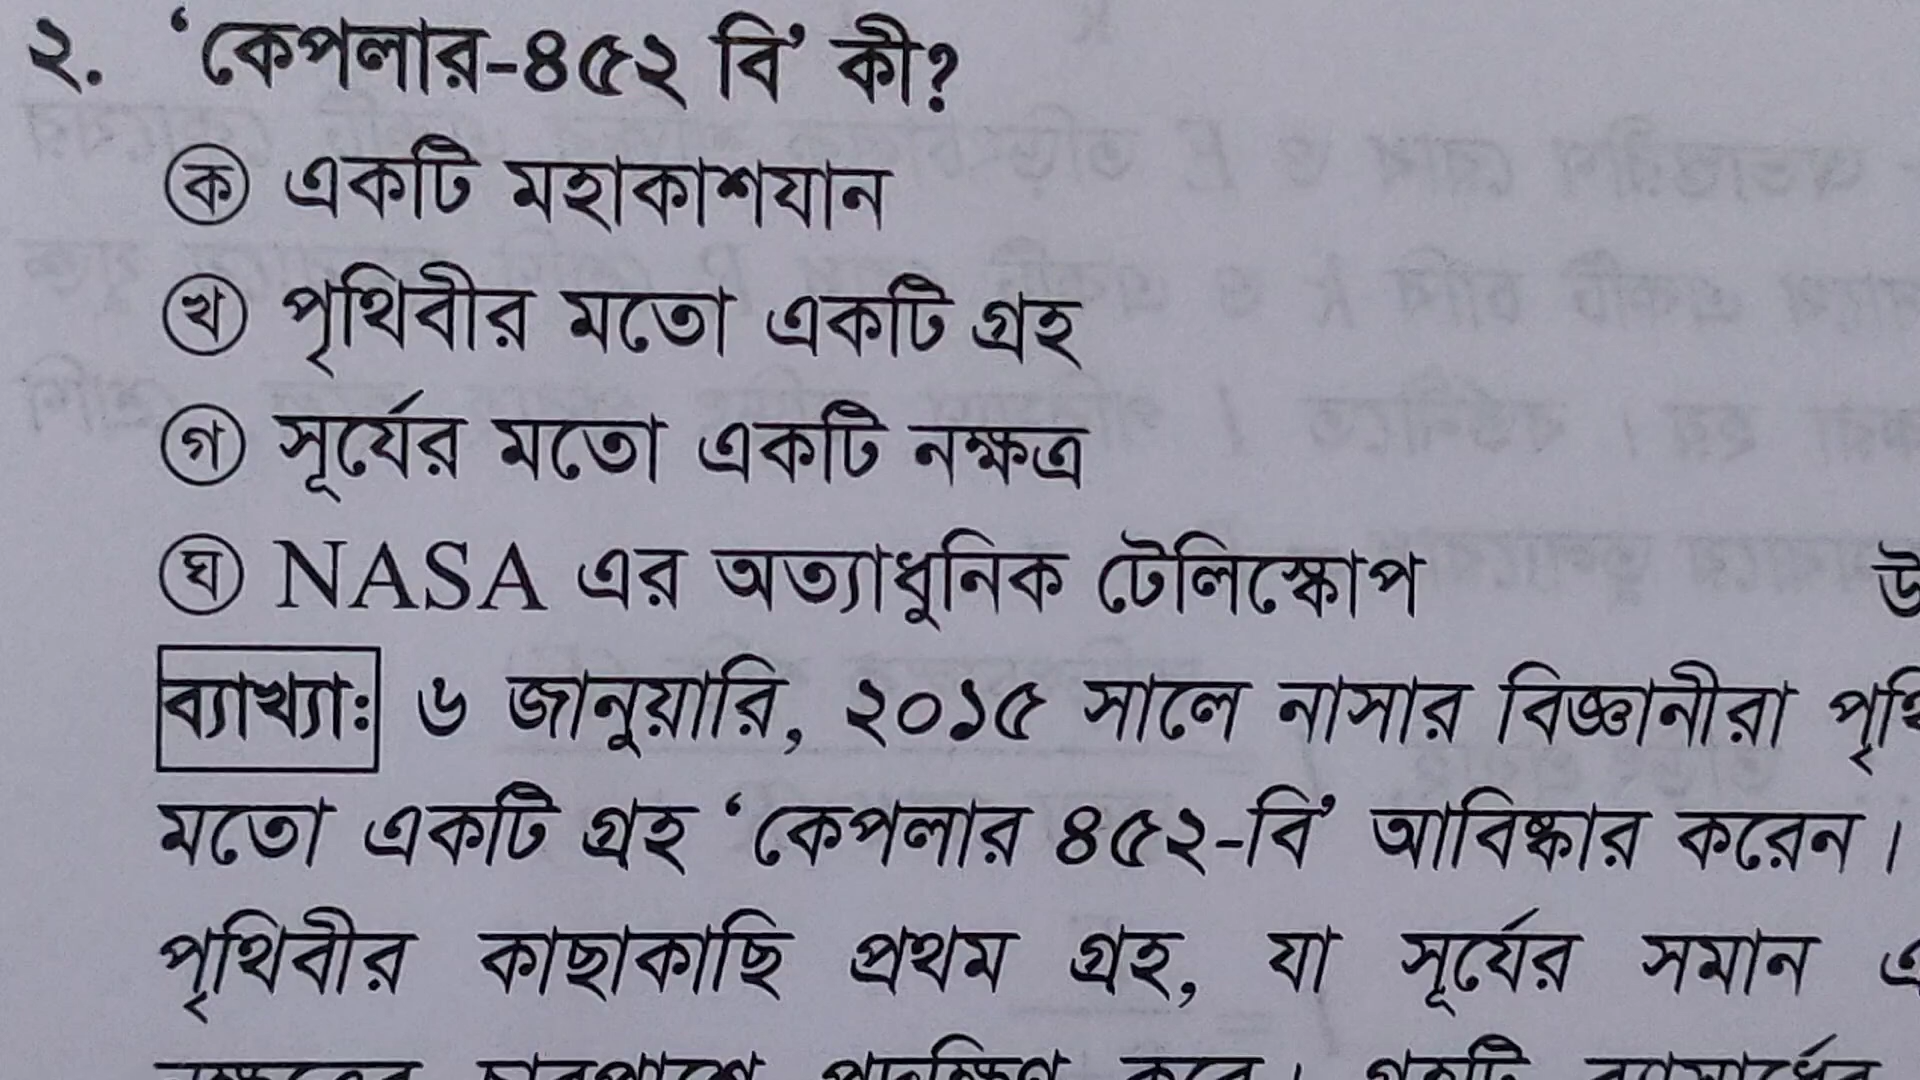 ২. ‘কেপলার-৪৫২ বি’ কী?
ক একটি মহাকাশযান
খ পৃথিবীর মতো একটি গ্রহ
গ সূর্যের মতো একটি নক্ষত্র
ঘ NASA এর অত্যাধুনিক টেলিস্কোপ
ব্যাখ্যা: ৬ জানুয়ারি, ২০১৫ সালে নাসার বিজ্ঞানীরা
মতো একটি গ্রহ ‘কেপলার ৪৫২-বি’ আবিষ্কার করেন।
পৃথিবীর কাছাকাছি প্রথম গ্রহ, যা সূর্যের সমান